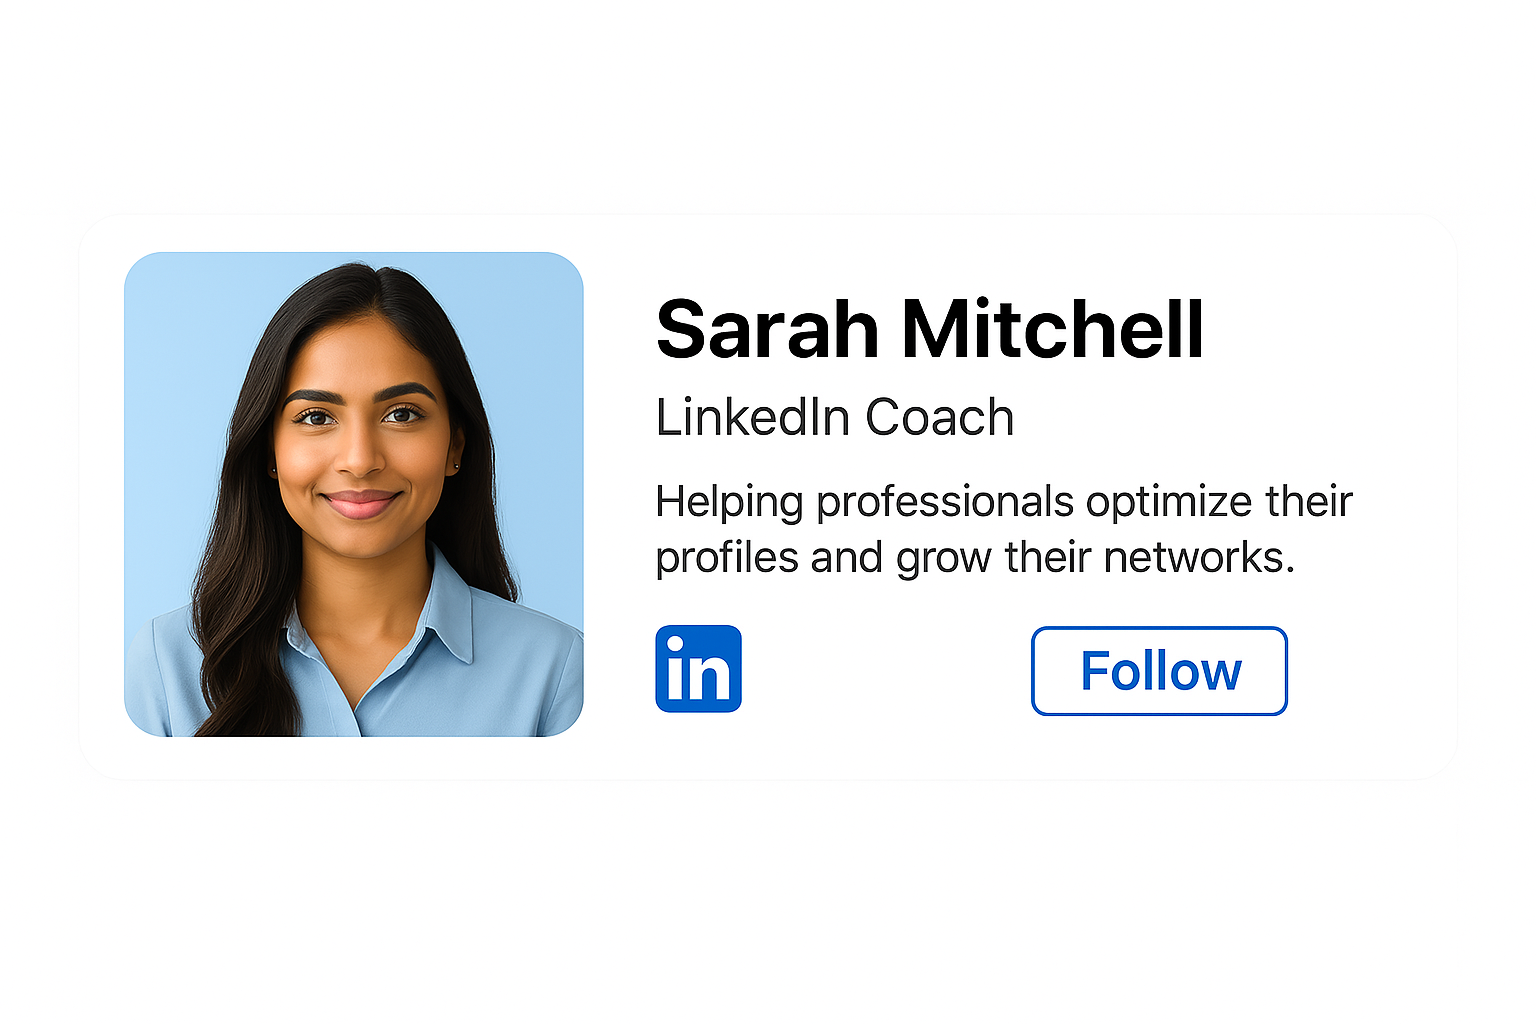 Sarah Mitchell
LinkedIn Coach
Helping professionals optimize their
profiles and grow their networks.
in
Follow